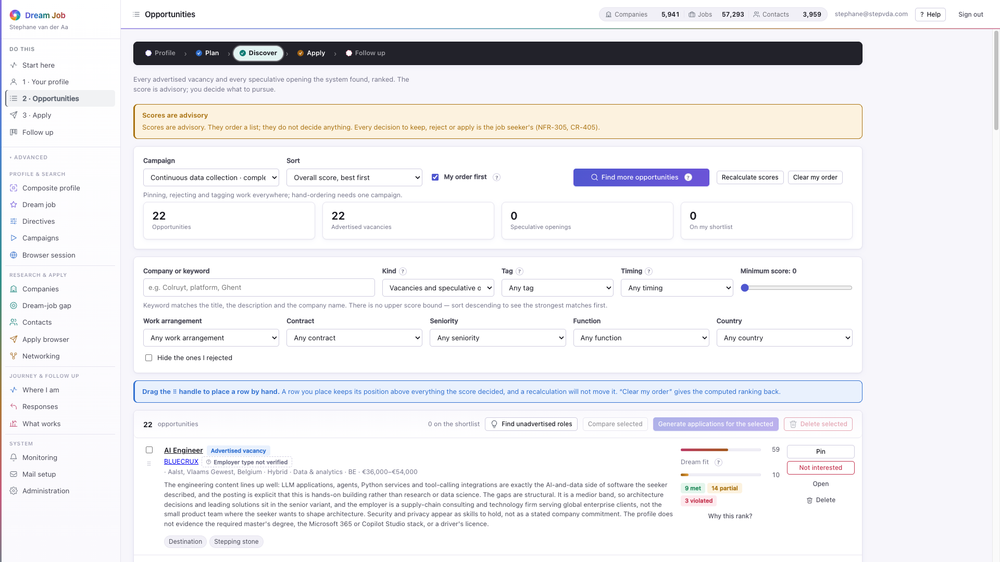 Dream Job
Stephane van der Aa
DO THIS
Start here
1 · Your profile
2 · Opportunities
3 · Apply
Follow up
ADVANCED
PROFILE & SEARCH
Composite profile
Dream job
Directives
Campaigns
Browser session
RESEARCH & APPLY
Companies
Dream-job gap
Contacts
Apply browser
Networking
JOURNEY & FOLLOW UP
Where I am
Responses
What works
SYSTEM
Monitoring
Mail setup
Administration
Opportunities
Companies 5,941 Jobs 57,293 Contacts 3,959
stephane@stepvda.com
? Help
Sign out
Profile › Plan › Discover › Apply › Follow up
Every advertised vacancy and every speculative opening the system found, ranked. The
score is advisory; you decide what to pursue.
Scores are advisory
Scores are advisory. They order a list; they do not decide anything. Every decision to keep, reject or apply is the job seeker's (NFR-305, CR-405).
Campaign
Sort
Continuous data collection · comple
Overall score, best first
My order first ?
Find more opportunities ?
Recalculate scores
Clear my order
Pinning, rejecting and tagging work everywhere; hand-ordering needs one campaign.
22
Opportunities
22
Advertised vacancies
0
Speculative openings
0
On my shortlist
Company or keyword
Kind ?
Tag ?
Timing ?
Minimum score: 0
e.g. Colruyt, platform, Ghent
Vacancies and speculative o
Any tag
Any timing
Keyword matches the title, the description and the company name. There is no upper score bound — sort descending to see the strongest matches first.
Work arrangement
Contract
Seniority
Function
Country
Any work arrangement
Any contract
Any seniority
Any function
Any country
Hide the ones I rejected
Drag the ⠿ handle to place a row by hand. A row you place keeps its position above everything the score decided, and a recalculation will not move it. “Clear my order” gives the computed ranking back.
22 opportunities
0 on the shortlist
Find unadvertised roles
Compare selected
Generate applications for the selected
Delete selected
AI Engineer Advertised vacancy
BLUECRUX ? Employer type not verified
· Aalst, Vlaams Gewest, Belgium · Hybrid · Data & analytics · BE · €36,000–€54,000
The engineering content lines up well: LLM applications, agents, Python services and tool-calling integrations are exactly the AI-and-data side of software the seeker
described, and the posting is explicit that this is hands-on building rather than research or data science. The gaps are structural. It is a medior band, so architecture
decisions and leading solutions sit in the senior variant, and the employer is a supply-chain consulting and technology firm serving global enterprise clients, not the
small product team where the seeker wants to shape architecture. Security and privacy appear as skills to hold, not as a stated company commitment. The profile does
not evidence the required master's degree, the Microsoft 365 or Copilot Studio stack, or a driver's licence.
Destination
Stepping stone
59
Dream fit ?
10
9 met
14 partial
3 violated
Why this rank?
Pin
Not interested
Open
Delete